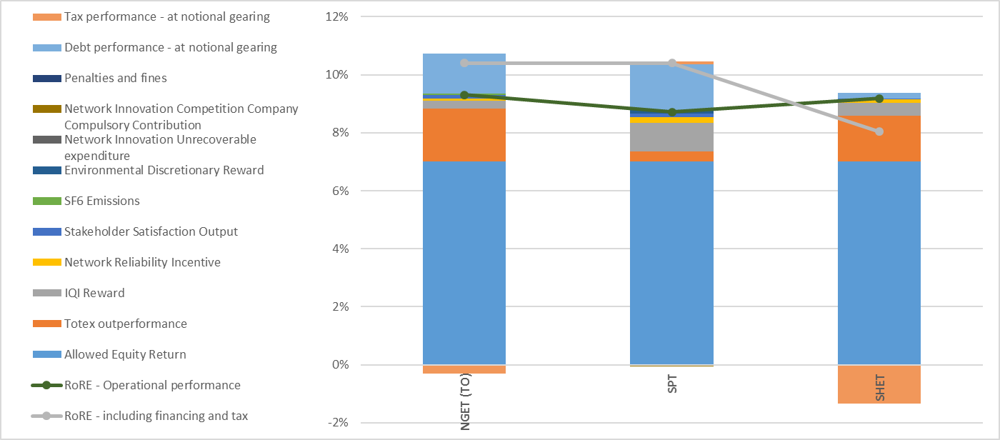 Tax performance - at notional gearing
Debt performance - at notional gearing
Penalties and fines
Network Innovation Competition Company
Compulsory Contribution
Network Innovation Unrecoverable
expenditure
Environmental Discretionary Reward
SF6 Emissions
Stakeholder Satisfaction Output
Network Reliability Incentive
IQI Reward
Totex outperformance
Allowed Equity Return
RoRE - Operational performance
RoRE - including financing and tax
12%
10%
8%
6%
4%
2%
0%
-2%
NGET (TO)
SPT
SHET